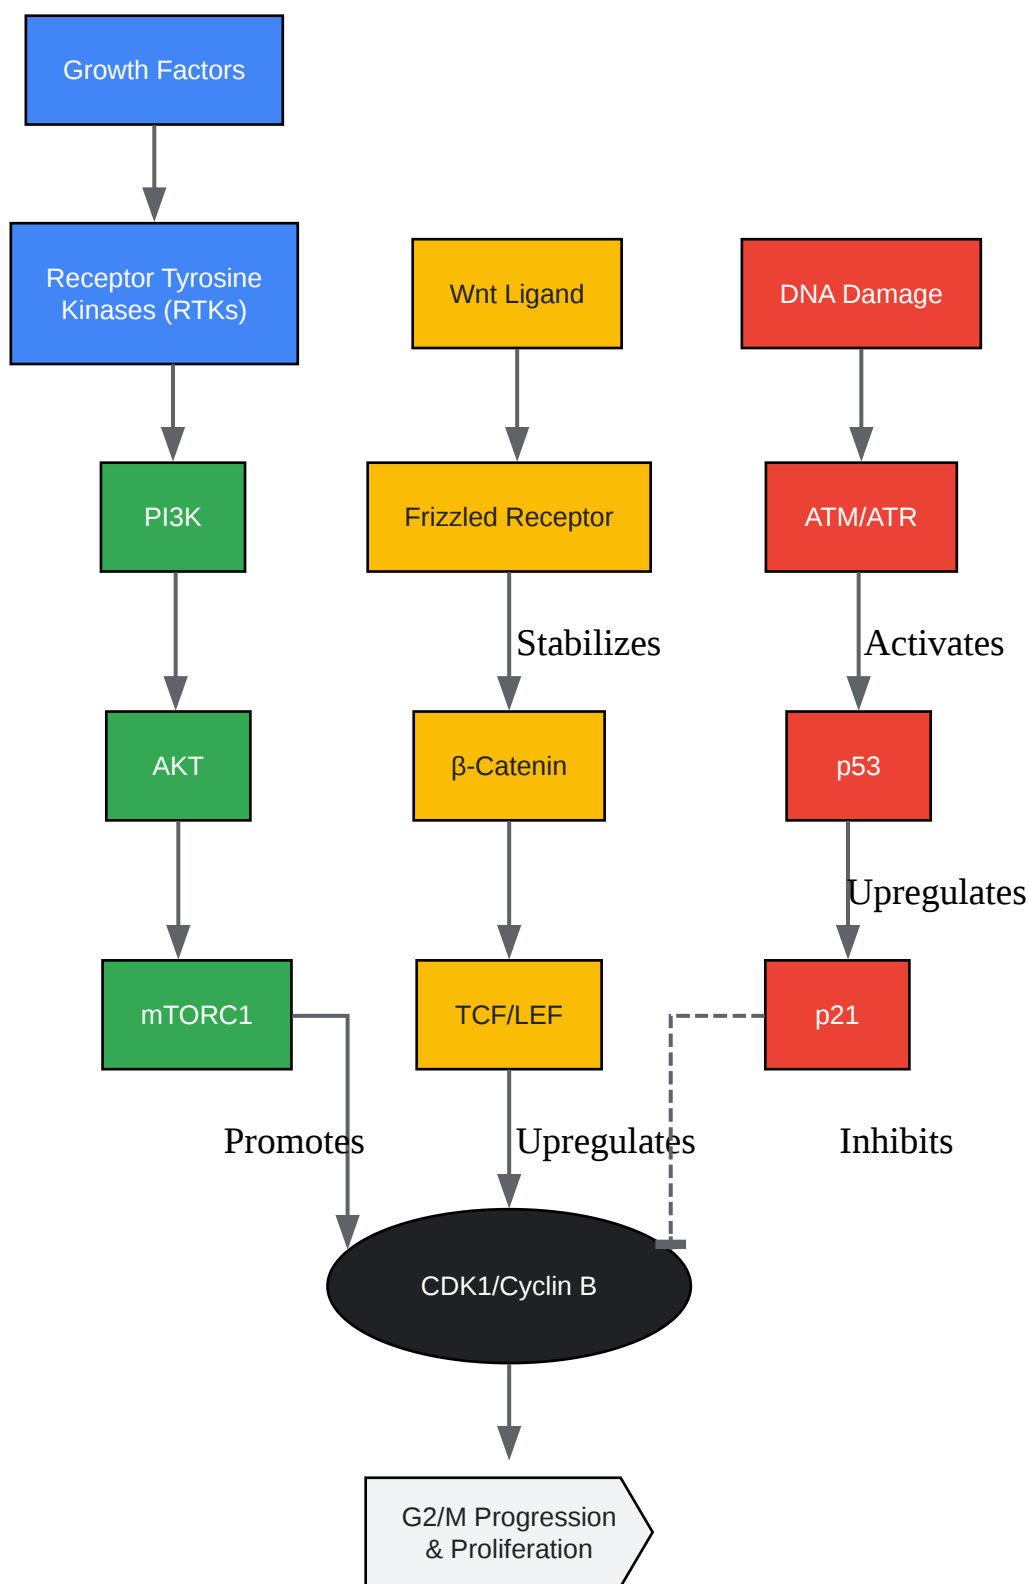 Growth Factors
Receptor Tyrosine
Kinases (RTKs)
Wnt Ligand
DNA Damage
PI3K
Frizzled Receptor
ATM/ATR
Stabilizes
Activates
AKT
β-Catenin
p53
Upregulates
mTORC1
TCF/LEF
p21
Promotes
Upregulates
Inhibits
CDK1/Cyclin B
G2/M Progression
& Proliferation